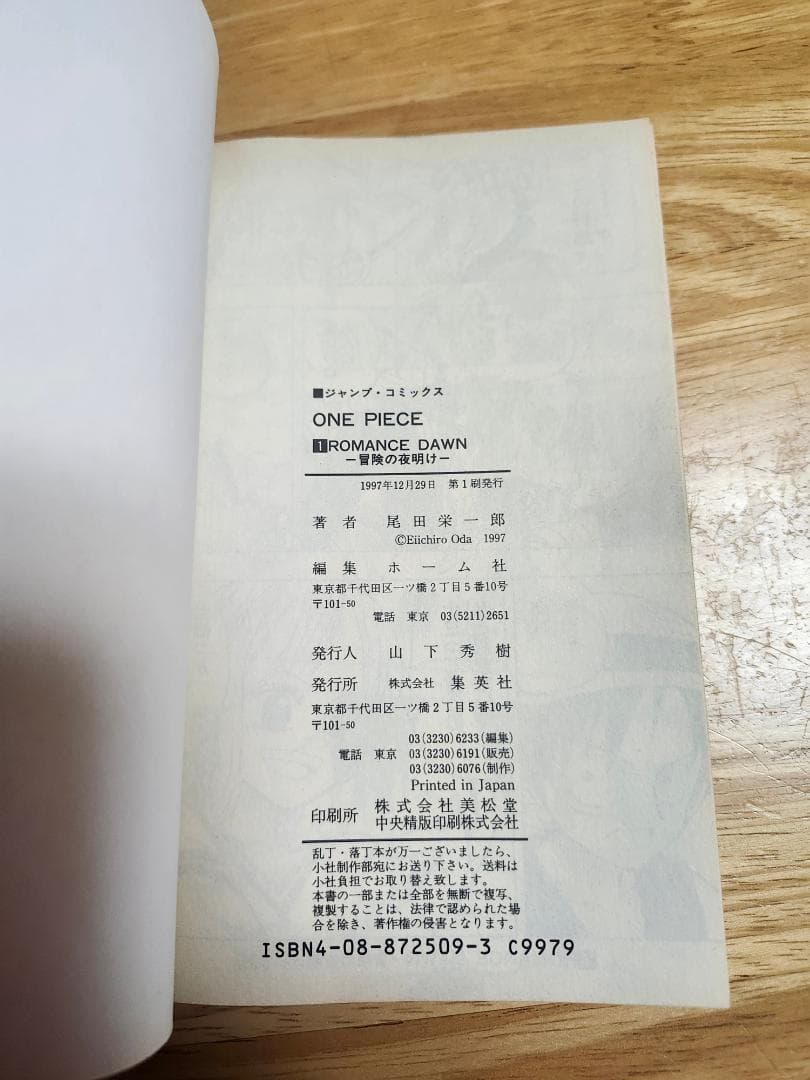 ■ジャンプ・コミックス
ONE PIECE
1 ROMANCE DAWN
－冒険の夜明け－
1997年12月29日 第1刷発行
著者 尾田栄一郎
©Eiichiro Oda 1997
編集 ホーム社
東京都千代田区一ツ橋2丁目5番10号
〒101-50
電話 東京 03(5211)2651
発行人 山下秀樹
発行所 株式会社 集英社
東京都千代田区一ツ橋2丁目5番10号
〒101-50
03(3230)6233(編集)
電話 東京 03(3230)6191(販売)
03(3230)6076(制作)
Printed in Japan
印刷所 株式会社美松堂
中央精版印刷株式会社
乱丁・落丁本が万一ございましたら、
小社制作部宛にお送り下さい。送料は
小社負担でお取り替え致します。
本書の一部または全部を無断で複写、
複製することは、法律で認められた場
合を除き、著作権の侵害となります。
ISBN4-08-872509-3 C9979